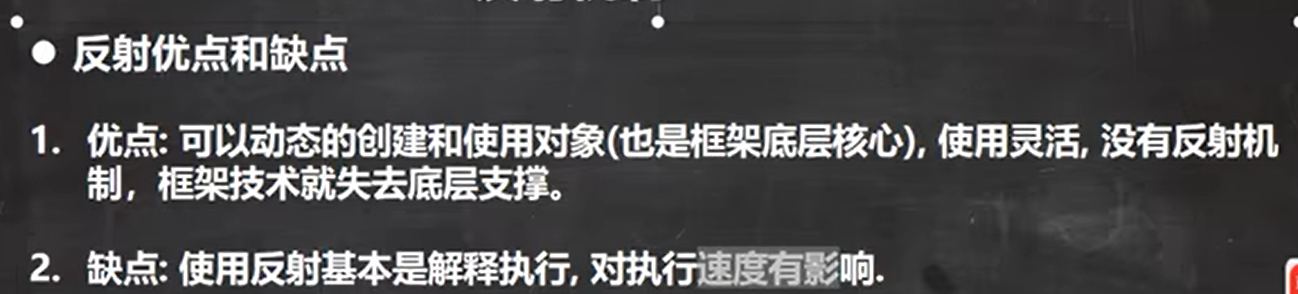 ● 反射优点和缺点
1. 优点: 可以动态的创建和使用对象(也是框架底层核心), 使用灵活, 没有反射机
制，框架技术就失去底层支撑。
2. 缺点: 使用反射基本是解释执行, 对执行速度有影响.